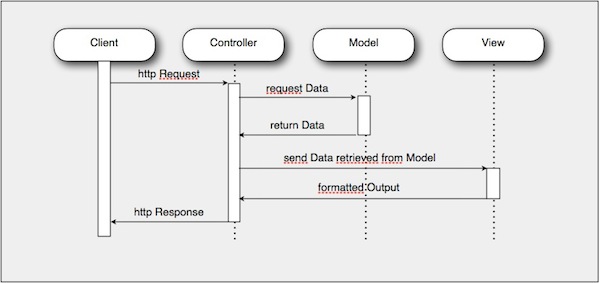 Client Controller Model View
http Request
request Data
return Data
send Data retrieved from Model
formatted Output
http Response